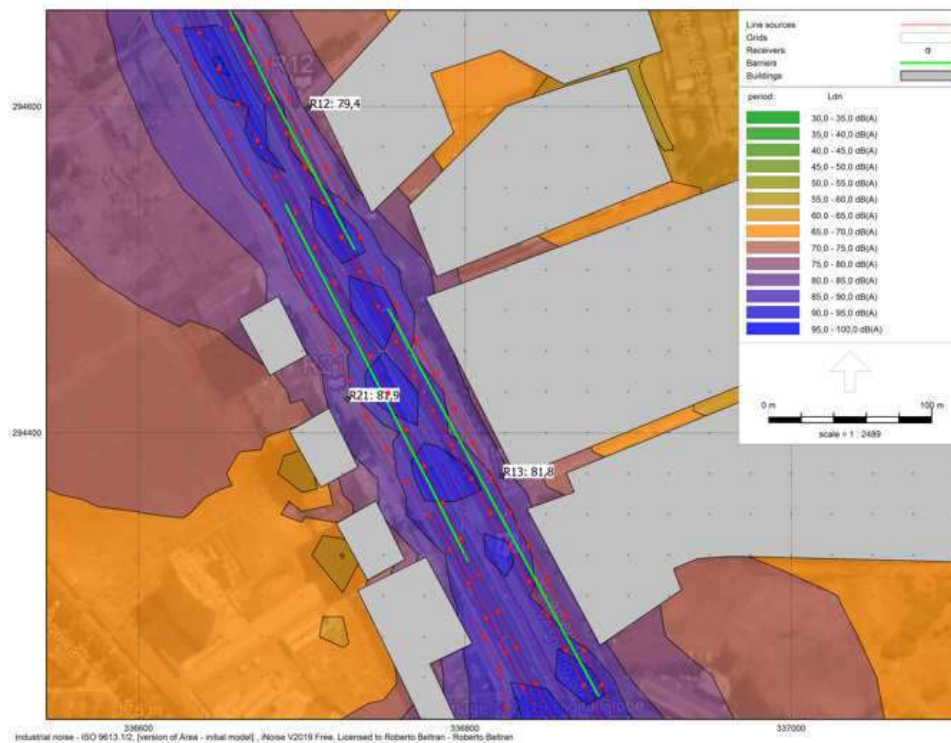 Line sources
Grids
Receivers
Barriers
Buildings
period: Ldn
30,0 - 35,0 dB(A)
35,0 - 40,0 dB(A)
40,0 - 45,0 dB(A)
45,0 - 50,0 dB(A)
50,0 - 55,0 dB(A)
55,0 - 60,0 dB(A)
60,0 - 65,0 dB(A)
65,0 - 70,0 dB(A)
70,0 - 75,0 dB(A)
75,0 - 80,0 dB(A)
80,0 - 85,0 dB(A)
85,0 - 90,0 dB(A)
90,0 - 95,0 dB(A)
95,0 - 100,0 dB(A)
0 m 100 m
scale = 1 : 2489
R12
R12: 79,4
294600
R21
R21: 81,9
294400
R13: 81,8
336600 336800 337000
Industrial noise - ISO 9613.1/2, [version of Area - initial model] , iNoise V2019 Free, Licensed to Roberto Beltran - Roberto Beltran